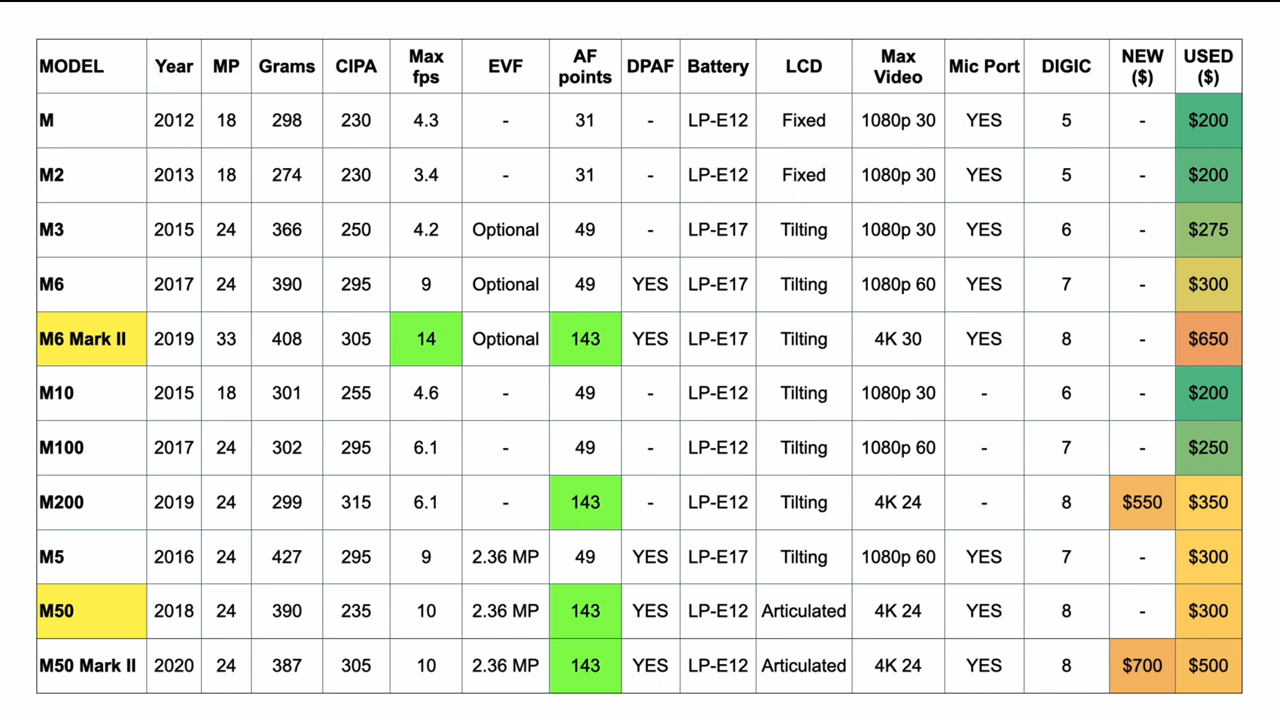 MODEL Year MP Grams CIPA Max fps EVF AF points DPAF Battery LCD Max Video Mic Port DIGIC NEW ($) USED ($)
M 2012 18 298 230 4.3 - 31 - LP-E12 Fixed 1080p 30 YES 5 - $200
M2 2013 18 274 230 3.4 - 31 - LP-E12 Fixed 1080p 30 YES 5 - $200
M3 2015 24 366 250 4.2 Optional 49 - LP-E17 Tilting 1080p 30 YES 6 - $275
M6 2017 24 390 295 9 Optional 49 YES LP-E17 Tilting 1080p 60 YES 7 - $300
M6 Mark II 2019 33 408 305 14 Optional 143 YES LP-E17 Tilting 4K 30 YES 8 - $650
M10 2015 18 301 255 4.6 - 49 - LP-E12 Tilting 1080p 30 - 6 - $200
M100 2017 24 302 295 6.1 - 49 - LP-E12 Tilting 1080p 60 - 7 - $250
M200 2019 24 299 315 6.1 - 143 - LP-E12 Tilting 4K 24 - 8 $550 $350
M5 2016 24 427 295 9 2.36 MP 49 YES LP-E17 Tilting 1080p 60 YES 7 - $300
M50 2018 24 390 235 10 2.36 MP 143 YES LP-E12 Articulated 4K 24 YES 8 - $300
M50 Mark II 2020 24 387 305 10 2.36 MP 143 YES LP-E12 Articulated 4K 24 YES 8 $700 $500